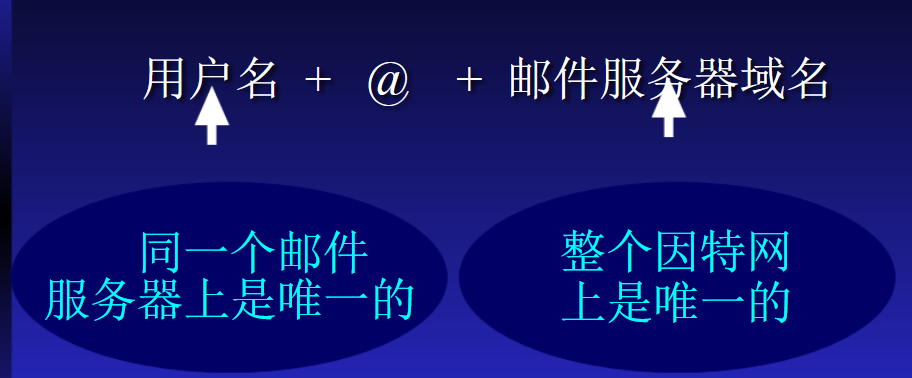 用户名 + @ + 邮件服务器域名
同一个邮件
服务器上是唯一的
整个因特网
上是唯一的